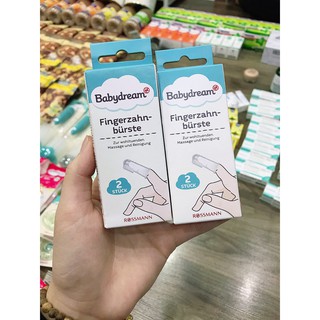 Babydream
Fingerzahn-
bürste
Zur wohltuenden
Massage und Reinigung
2
STÜCK
ROSSMANN
Babydream
Fingerzahn-
bürste
Zur wohltuenden
Massage und Reinigung
2
STÜCK
ROSSMANN